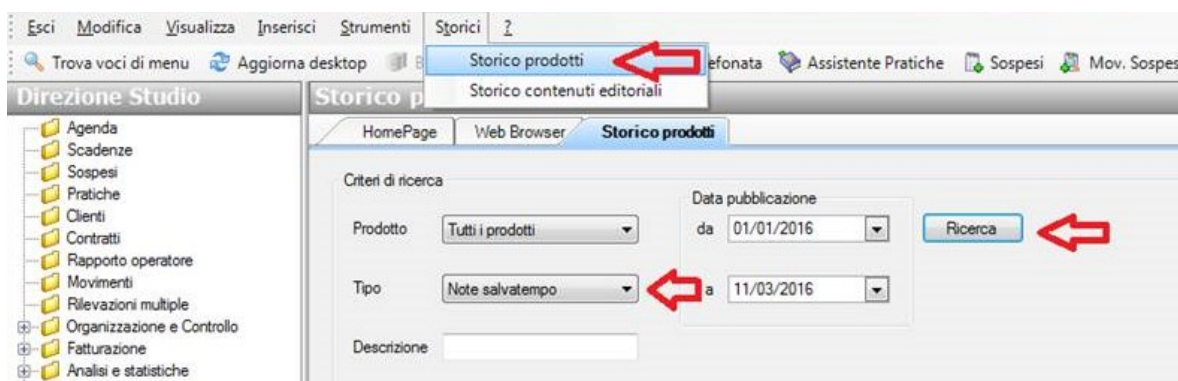 Esci Modifica Visualizza Inserisci Strumenti Storici ?
Trova voci di menu Aggiorna desktop Assistente Pratiche Sospesi Mov. Sospes
Storico prodotti
Storico contenuti editoriali
Direzione Studio
Storico p
HomePage Web Browser Storico prodotti
Agenda
Scadenze
Sospesi
Pratiche
Clienti
Contratti
Rapporto operatore
Movimenti
Rilevazioni multiple
Organizzazione e Controllo
Fatturazione
Analisi e statistiche
Criteri di ricerca
Data pubblicazione
Prodotto Tutti i prodotti da 01/01/2016 Ricerca
Tipo Note salvatempo a 11/03/2016
Descrizione